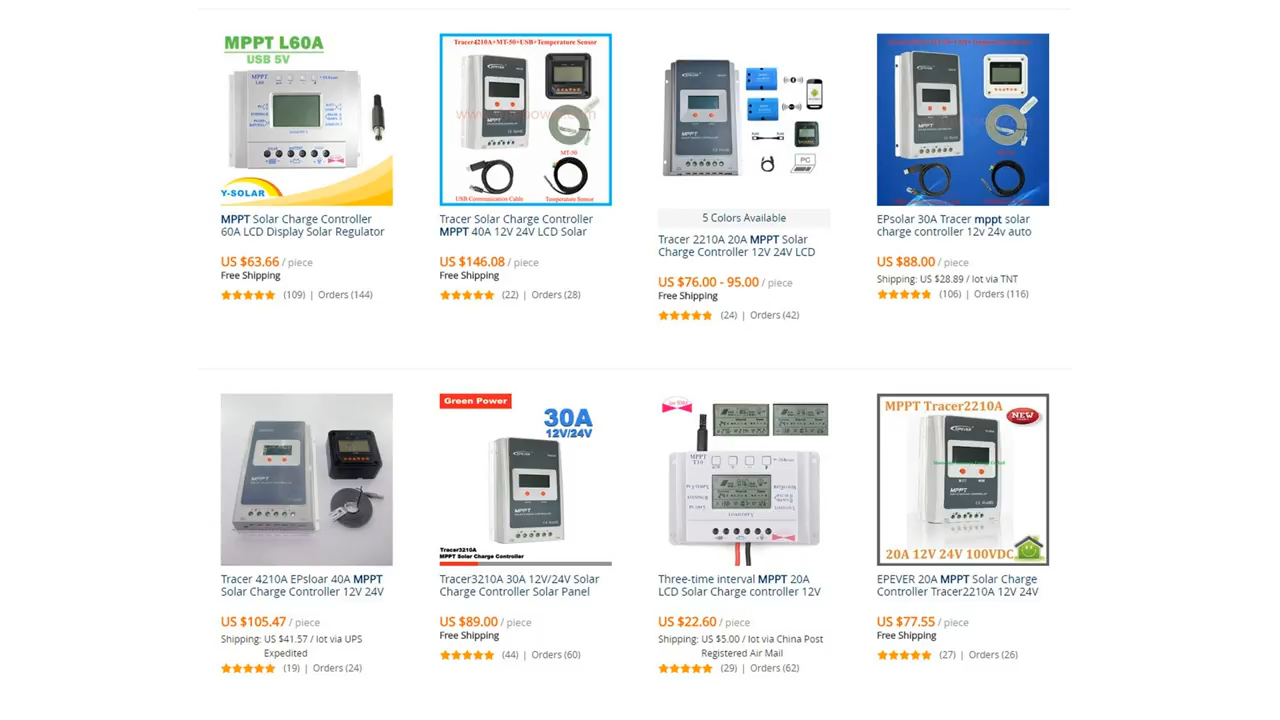 MPPT L60A
USB 5V
Y-SOLAR
MPPT Solar Charge Controller
60A LCD Display Solar Regulator
US $63.66 / piece
Free Shipping
(109) | Orders (144)
Tracer4210A+MT-50+USB+Temperature Sensor
MT-50
USB Communication Cable
Temperature Sensor
Tracer Solar Charge Controller
MPPT 40A 12V 24V LCD Solar
US $146.08 / piece
Free Shipping
(22) | Orders (28)
MPPT
PC
5 Colors Available
Tracer 2210A 20A MPPT Solar
Charge Controller 12V 24V LCD
US $76.00 - 95.00 / piece
Free Shipping
(24) | Orders (42)
MPPT
EPsolar 30A Tracer mppt solar
charge controller 12v 24v auto
US $88.00 / piece
Shipping: US $28.89 / lot via TNT
(106) | Orders (116)
MPPT
Tracer 4210A EPsloar 40A MPPT
Solar Charge Controller 12V 24V
US $105.47 / piece
Shipping: US $41.57 / lot via UPS
Expedited
(19) | Orders (24)
Green Power
30A
12V/24V
MPPT
Tracer3210A
MPPT Solar Charge Controller
Tracer3210A 30A 12V/24V Solar
Charge Controller Solar Panel
US $89.00 / piece
Free Shipping
(44) | Orders (60)
MPPT
T10
Three-time interval MPPT 20A
LCD Solar Charge controller 12V
US $22.60 / piece
Shipping: US $5.00 / lot via China Post
Registered Air Mail
(29) | Orders (62)
MPPT Tracer2210A
NEW
MPPT
20A 12V 24V 100VDC
EPEVER 20A MPPT Solar Charge
Controller Tracer2210A 12V 24V
US $77.55 / piece
Free Shipping
(27) | Orders (26)